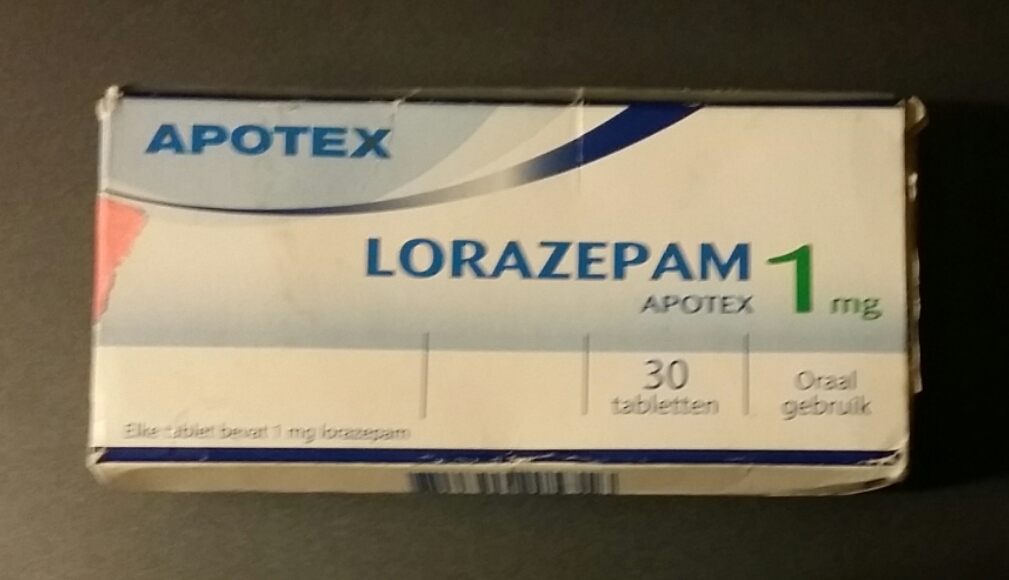 APOTEX
LORAZEPAM 1 mg
APOTEX
30
tabletten
Oraal
gebruik
Elke tablet bevat 1 mg lorazepam